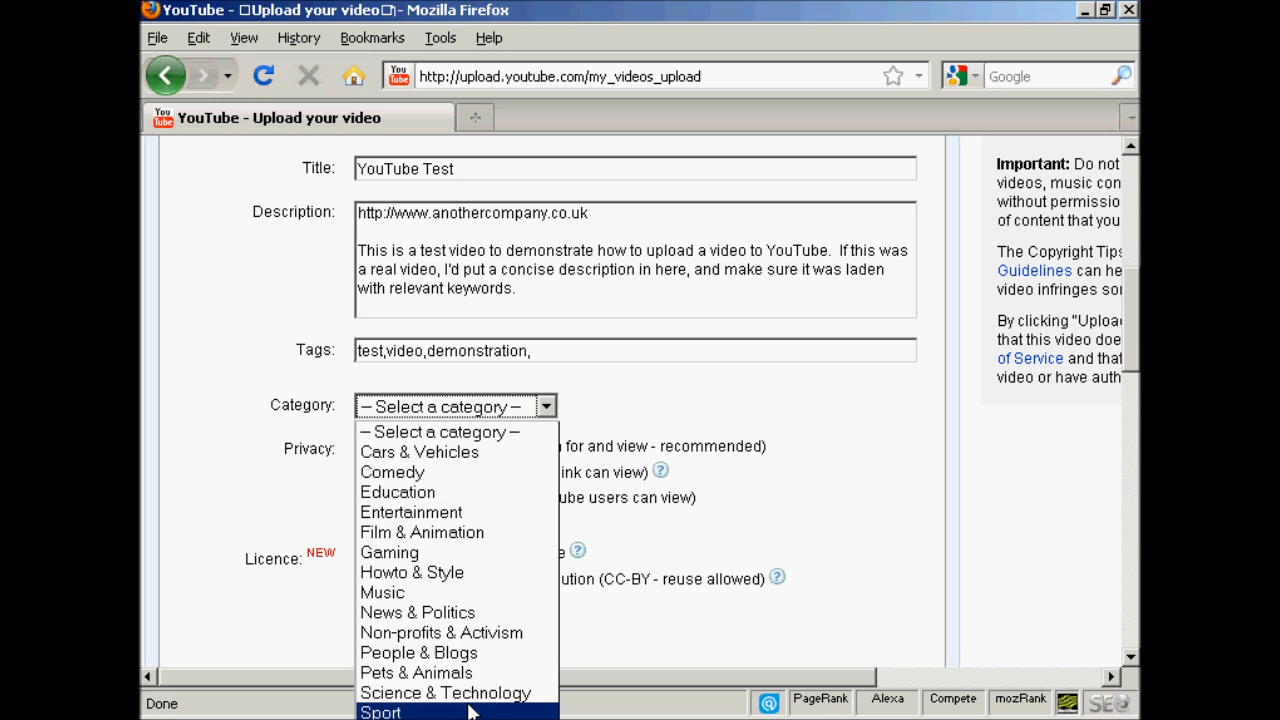 YouTube - Upload your video - Mozilla Firefox
File Edit View History Bookmarks Tools Help
You Tube http://upload.youtube.com/my_videos_upload Google
You Tube YouTube - Upload your video
Title: YouTube Test
Description: http://www.anothercompany.co.uk
This is a test video to demonstrate how to upload a video to YouTube. If this was
a real video, I'd put a concise description in here, and make sure it was laden
with relevant keywords.
Tags: test,video,demonstration,
Category: – Select a category –
– Select a category –
Cars & Vehicles
Comedy
Education
Entertainment
Film & Animation
Gaming
Howto & Style
Music
News & Politics
Non-profits & Activism
People & Blogs
Pets & Animals
Science & Technology
Sport
Privacy: for and view - recommended)
ink can view) ?
ube users can view)
Licence: NEW e ?
ution (CC-BY - reuse allowed) ?
Important: Do not
videos, music con
without permissio
of content that you
The Copyright Tips
Guidelines can he
video infringes so
By clicking "Uploa
that this video doe
of Service and that
video or have auth
Done @ PageRank Alexa Compete mozRank SEO